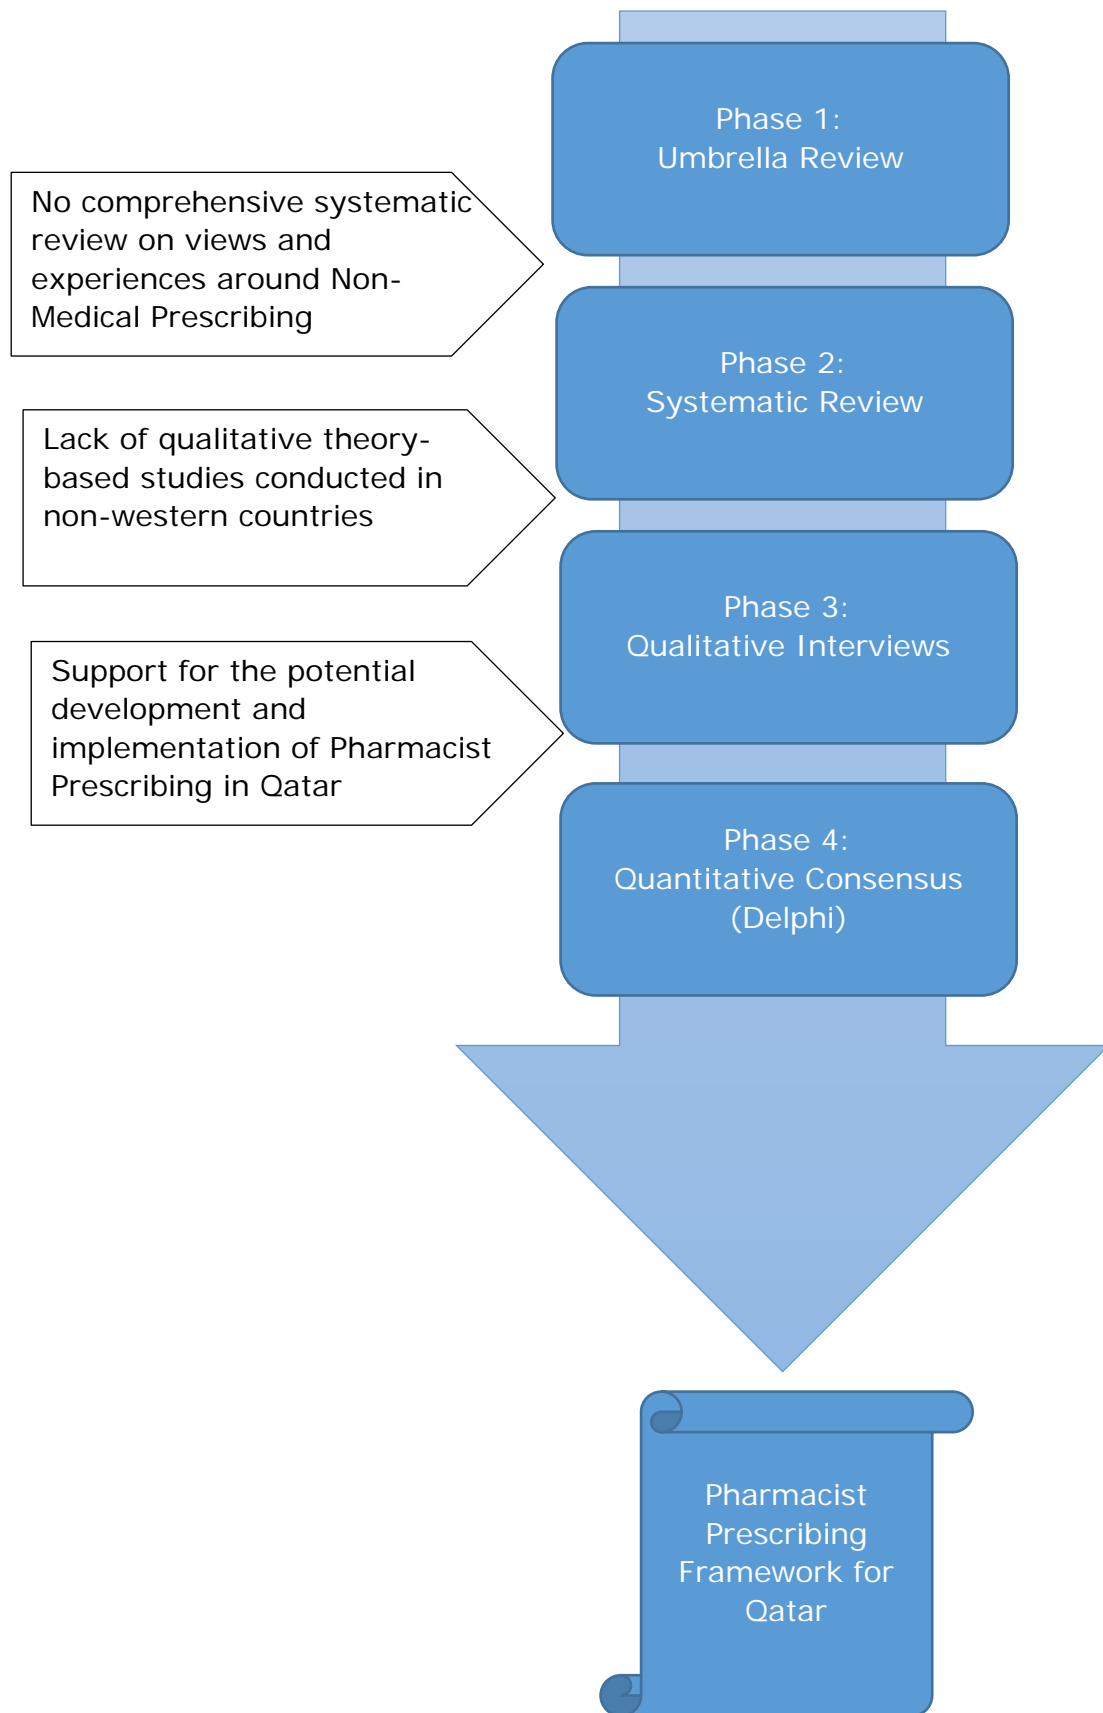 Phase 1:
Umbrella Review
No comprehensive systematic
review on views and
experiences around Non-
Medical Prescribing
Phase 2:
Systematic Review
Lack of qualitative theory-
based studies conducted in
non-western countries
Phase 3:
Qualitative Interviews
Support for the potential
development and
implementation of Pharmacist
Prescribing in Qatar
Phase 4:
Quantitative Consensus
(Delphi)
Pharmacist
Prescribing
Framework for
Qatar